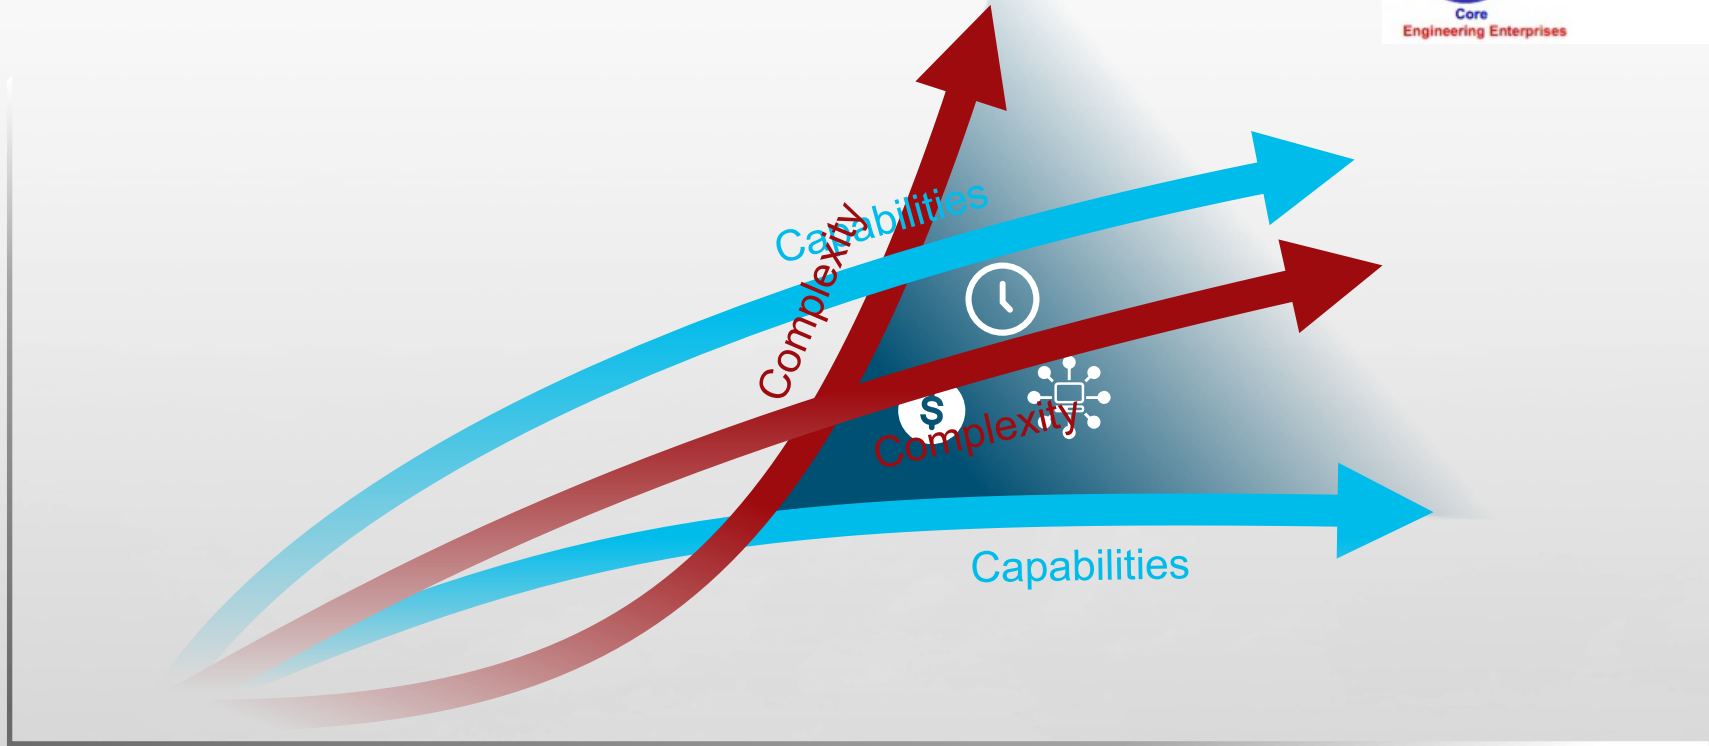 Core
Engineering Enterprises
Capabilities
Complexity
$
Complexity
Capabilities